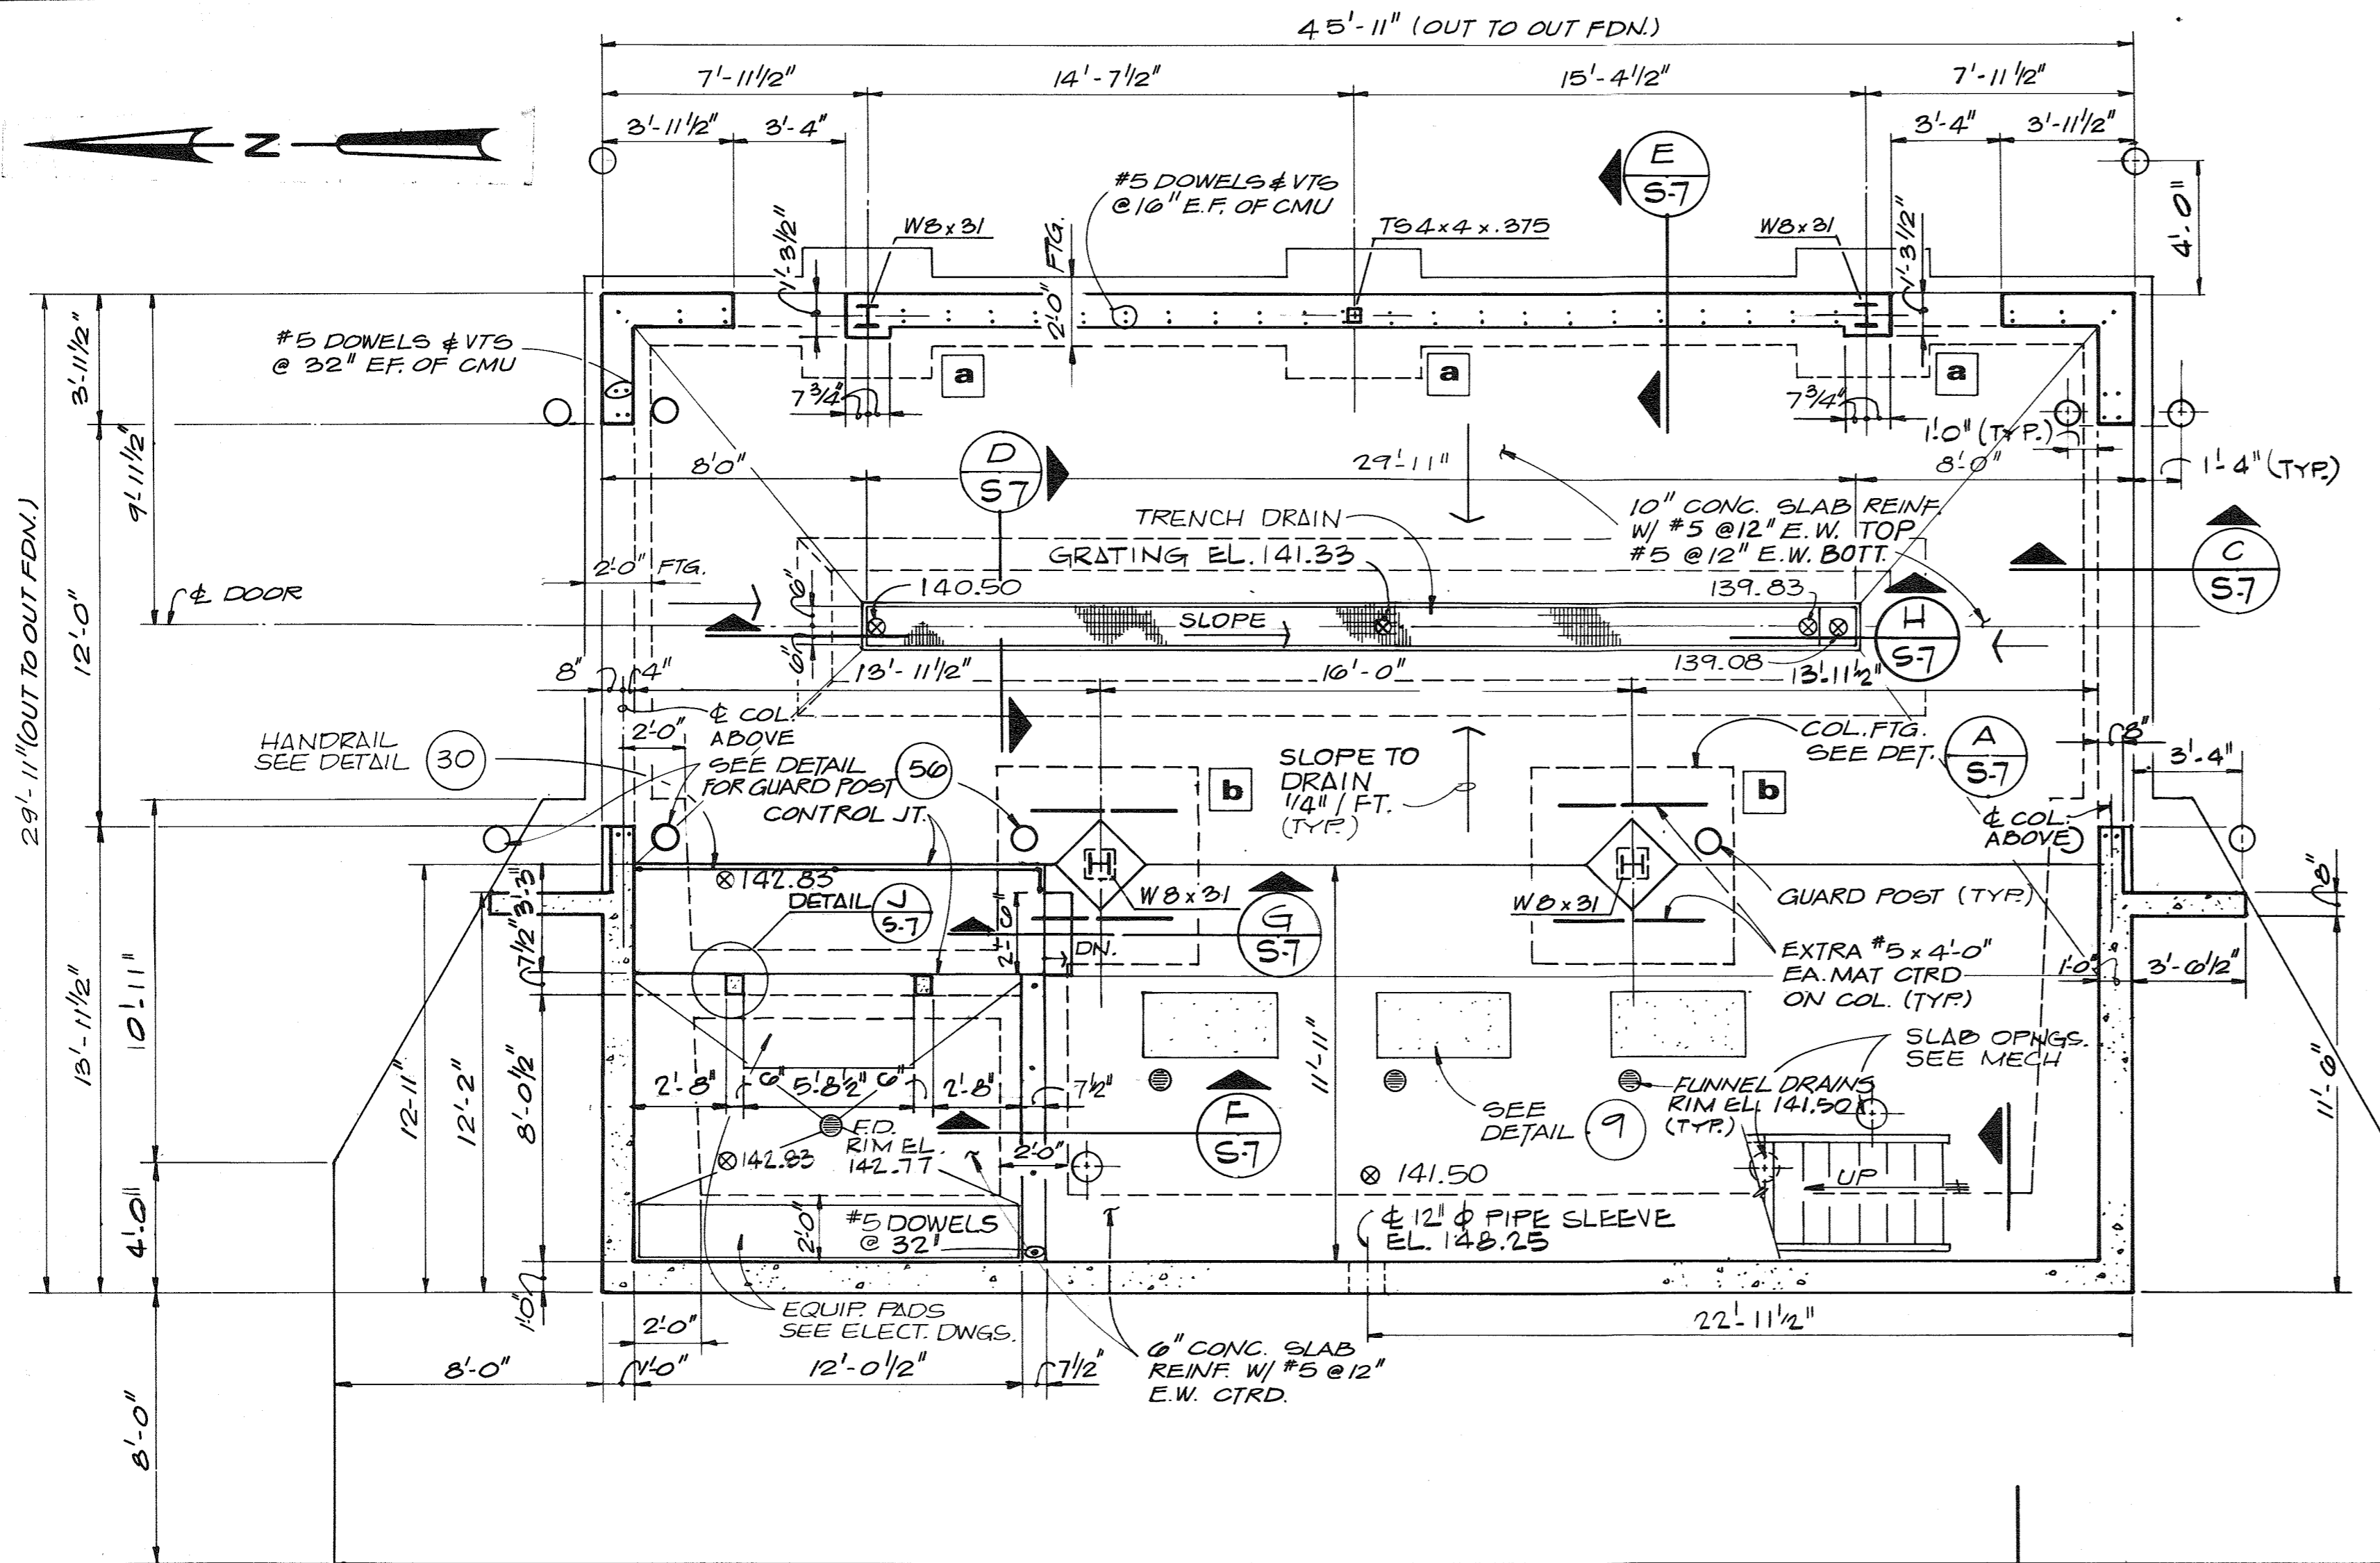 45'-11" (OUT TO OUT FDN.)
7'-11 1/2"
14'-7 1/2"
15'-4 1/2"
7'-11 1/2"
3'-11 1/2"
3'-4"
3'-4"
3'-11 1/2"
N
E
S-7
#5 DOWELS & VTS
@ 16" E.F. OF CMU
W8x31
1'-3 1/2"
2'-0" FTG.
TS4x4x.375
W8x31
1'-3 1/2"
4'-0"
#5 DOWELS & VTS
@ 32" E.F. OF CMU
a
a
a
7 3/4"
7 3/4"
1'-0" (TYP.)
3'-11 1/2"
9'-11 1/2"
29'-11" (OUT TO OUT FDN.)
12'-0"
8'-0"
D
S-7
29'-11"
8'-0"
1'-4" (TYP.)
TRENCH DRAIN
GRATING EL. 141.33
10" CONC. SLAB REINF.
W/ #5 @ 12" E.W. TOP
#5 @ 12" E.W. BOTT.
C
S-7
2'-0" FTG.
℄ DOOR
6"
6"
140.50
SLOPE
139.83
139.08
H
S-7
8"
4"
13'-11 1/2"
16'-0"
13'-11 1/2"
℄ COL.
ABOVE
2'-0"
HANDRAIL
SEE DETAIL 30
SEE DETAIL
FOR GUARD POST 56
CONTROL JT.
b
SLOPE TO
DRAIN
1/4" / FT.
(TYP.)
COL. FTG.
SEE DET.
A
S-7
b
8"
3'-4"
℄ COL.
ABOVE
142.83
DETAIL J
S-7
3'-3"
7 1/2"
2'-0"
DN.
W8x31
G
S-7
W8x31
GUARD POST (TYP.)
8"
EXTRA #5 x 4'-0"
EA. MAT CTRD
ON COL. (TYP.)
1'-0"
3'-6 1/2"
13'-11 1/2"
10'-11"
12'-11"
12'-2"
8'-0 1/2"
11'-11"
11'-6"
2'-8"
6"
5'-8 1/2"
6"
2'-8"
7 1/2"
SLAB OPNGS.
SEE MECH
FUNNEL DRAINS
RIM EL. 141.50
(TYP.)
SEE
DETAIL 9
F.D.
RIM EL.
142.77
142.83
F
S-7
2'-0"
141.50
UP
4'-0"
2'-0"
#5 DOWELS
@ 32"
℄ 12" ϕ PIPE SLEEVE
EL. 148.25
1'-0"
EQUIP. PADS
SEE ELECT. DWGS.
2'-0"
22'-11 1/2"
6" CONC. SLAB
REINF. W/ #5 @ 12"
E.W. CTRD.
8'-0"
1'-0"
12'-0 1/2"
7 1/2"
8'-0"